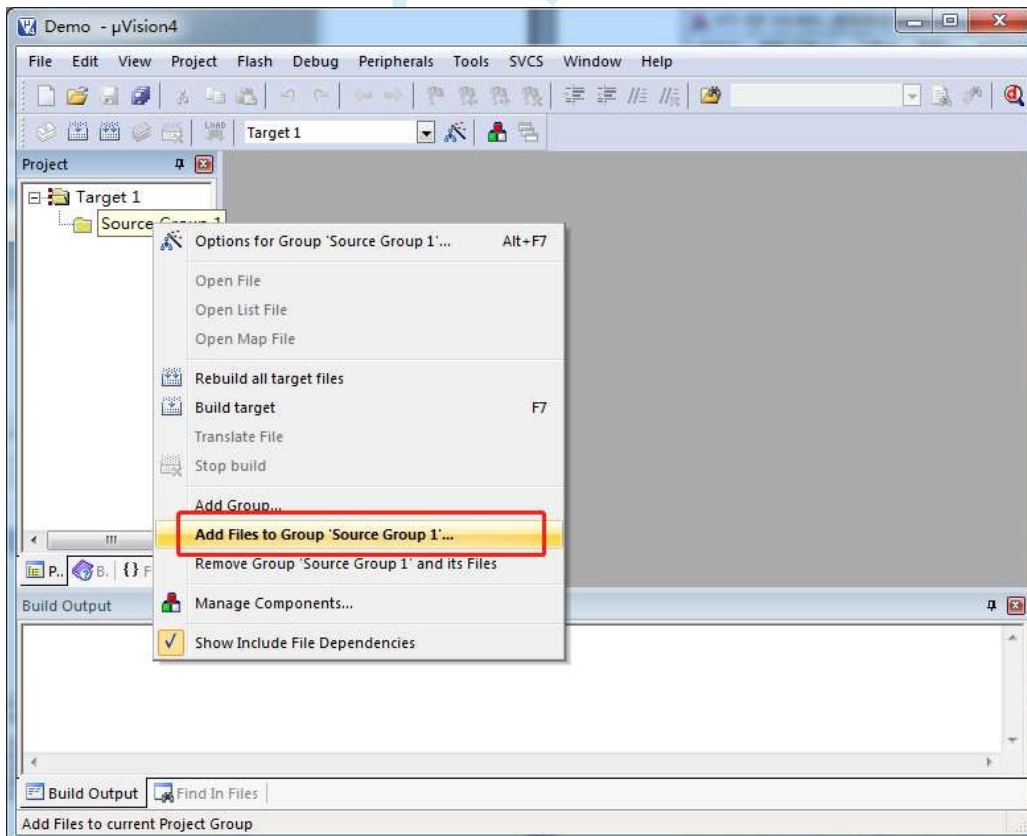 Demo - µVision4
File Edit View Project Flash Debug Peripherals Tools SVCS Window Help
LOAD Target 1
Project
Target 1
Source Group 1
Options for Group 'Source Group 1'... Alt+F7
Open File
Open List File
Open Map File
Rebuild all target files
Build target F7
Translate File
Stop build
Add Group...
Add Files to Group 'Source Group 1'...
Remove Group 'Source Group 1' and its Files
Manage Components...
Show Include File Dependencies
P... B. {} F
Build Output
Build Output Find In Files
Add Files to current Project Group